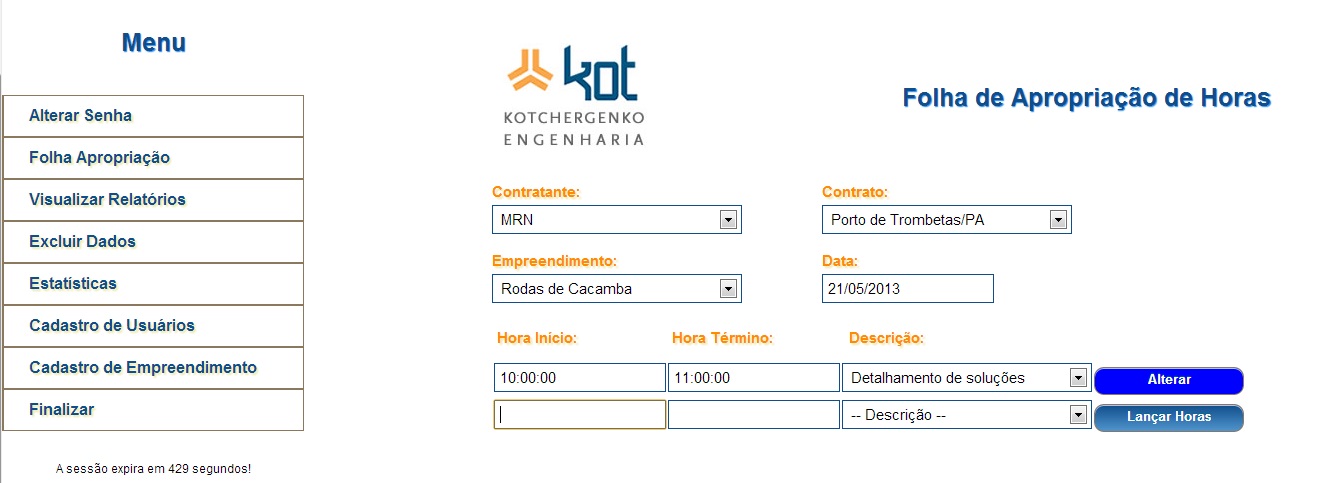 Menu
Alterar Senha
Folha Apropriação
Visualizar Relatórios
Excluir Dados
Estatísticas
Cadastro de Usuários
Cadastro de Empreendimento
Finalizar
A sessão expira em 429 segundos!
kot
KOTCHERGENKO
ENGENHARIA
Folha de Apropriação de Horas
Contratante: Contrato:
MRN Porto de Trombetas/PA
Empreendimento: Data:
Rodas de Cacamba 21/05/2013
Hora Início: Hora Término: Descrição:
10:00:00 11:00:00 Detalhamento de soluções Alterar
-- Descrição -- Lançar Horas